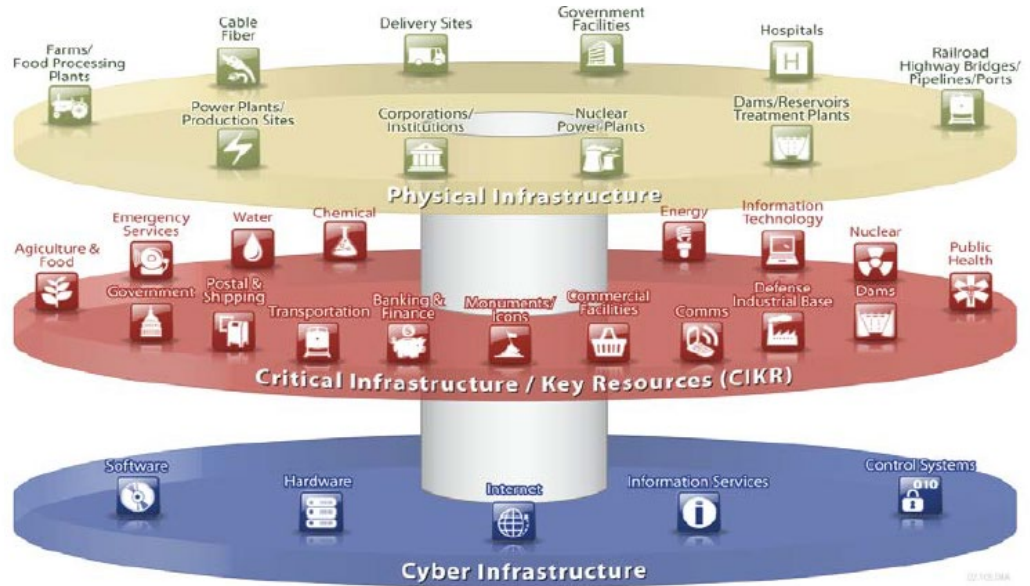 Farms/
Food Processing
Plants
Cable
Fiber
Delivery Sites
Government
Facilities
Hospitals
H
Railroad
Highway Bridges/
Pipelines/Ports
Power Plants/
Production Sites
Corporations/
Institutions
Nuclear
Power Plants
Dams/Reservoirs
Treatment Plants
Physical Infrastructure
Agiculture &
Food
Emergency
Services
Water
Chemical
Energy
Information
Technology
Nuclear
Public
Health
Government
Postal &
Shipping
Transportation
Banking &
Finance
$
Monuments/
Icons
Commercial
Facilities
Comms
Defense
Industrial Base
Dams
Critical Infrastructure / Key Resources (CIKR)
Software
Hardware
Internet
Information Services
i
Control Systems
010
Cyber Infrastructure